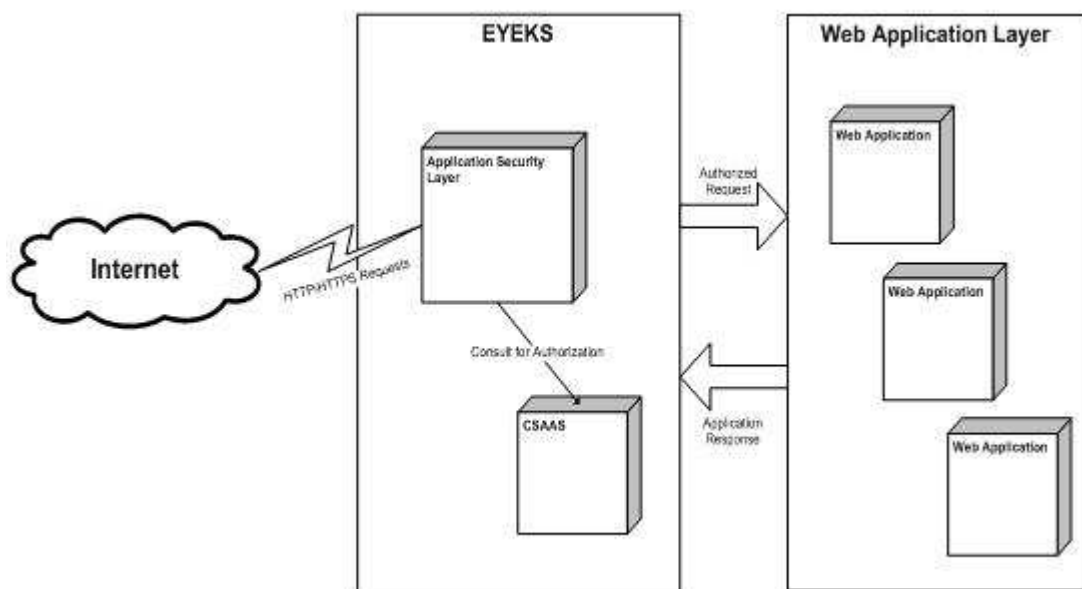 EYEKS
Web Application Layer
Application Security
Layer
Web Application
Authorized
Request
Internet
HTTP/HTTPS Requests
Web Application
Consult for Authorization
CSAAS
Application
Response
Web Application